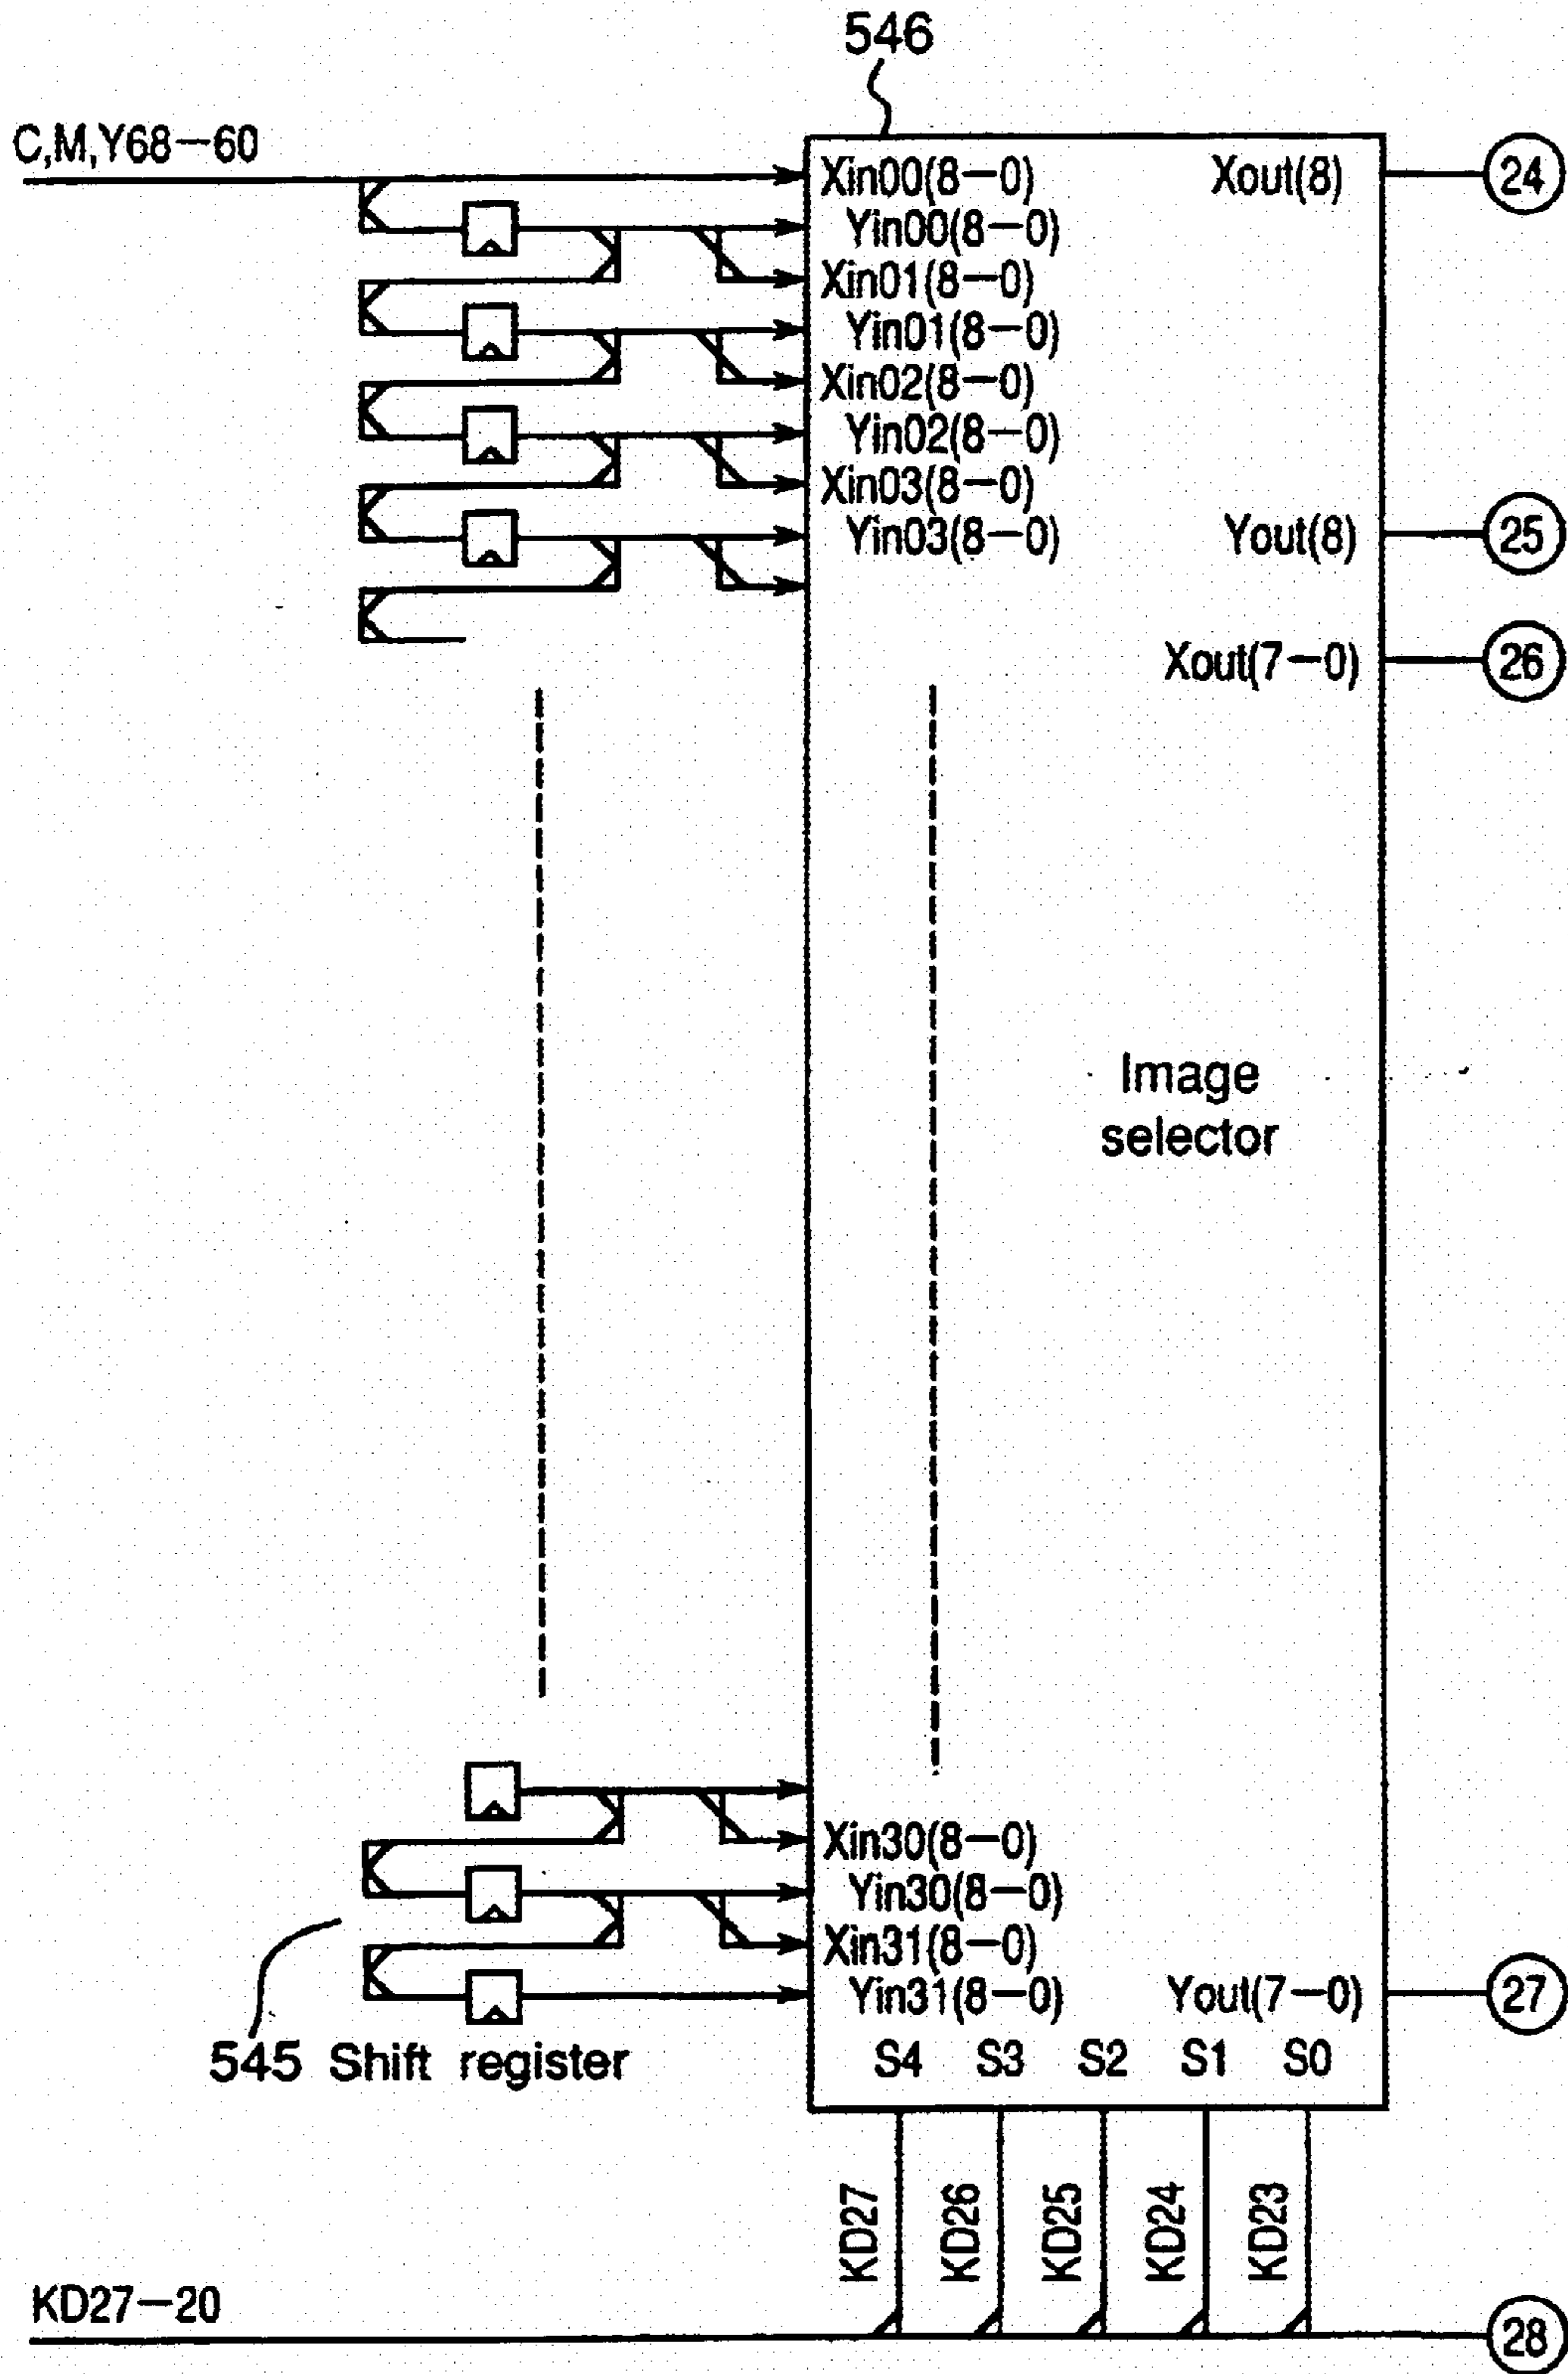 546
C,M,Y68—60
Xin00(8—0) Xout(8) 24
Yin00(8—0)
Xin01(8—0)
Yin01(8—0)
Xin02(8—0)
Yin02(8—0)
Xin03(8—0)
Yin03(8—0) Yout(8) 25
Xout(7—0) 26
Image
selector
Xin30(8—0)
Yin30(8—0)
Xin31(8—0)
Yin31(8—0) Yout(7—0) 27
545 Shift register
S4 S3 S2 S1 S0
KD27 KD26 KD25 KD24 KD23
KD27—20
28